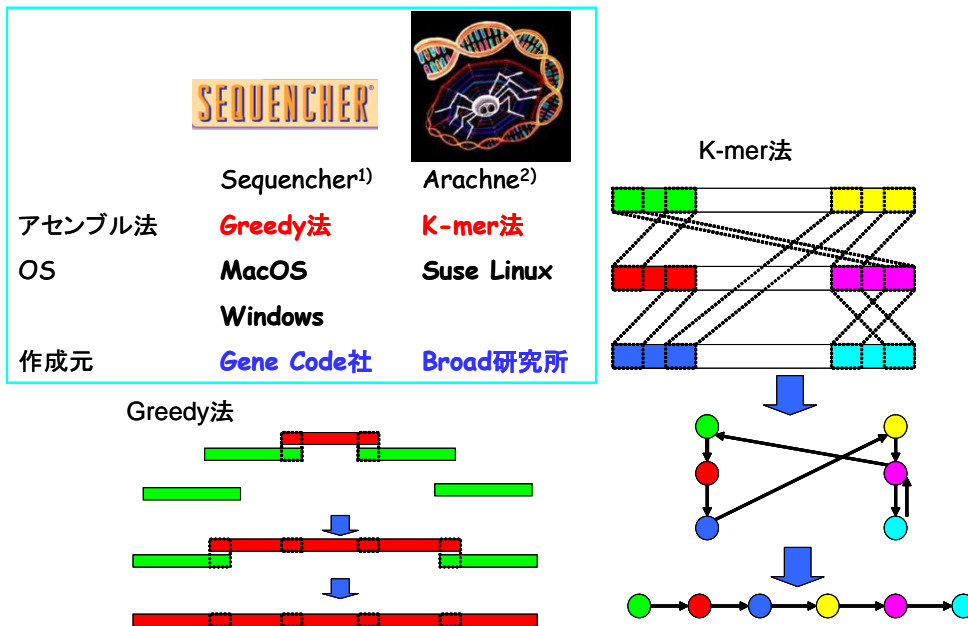 SEQUENCHER®
Sequencher1) Arachne2)
アセンブル法 Greedy法 K-mer法
OS MacOS Suse Linux
Windows
作成元 Gene Code社 Broad研究所
K-mer法
Greedy法